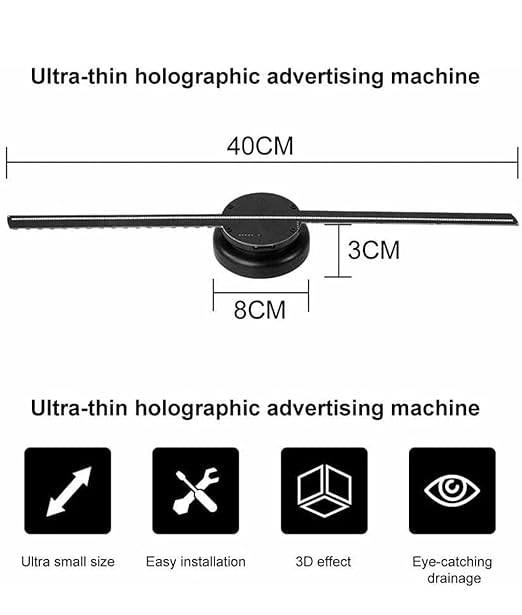 Ultra-thin holographic advertising machine
40CM
3CM
8CM
Ultra-thin holographic advertising machine
Ultra small size
Easy installation
3D effect
Eye-catching
drainage